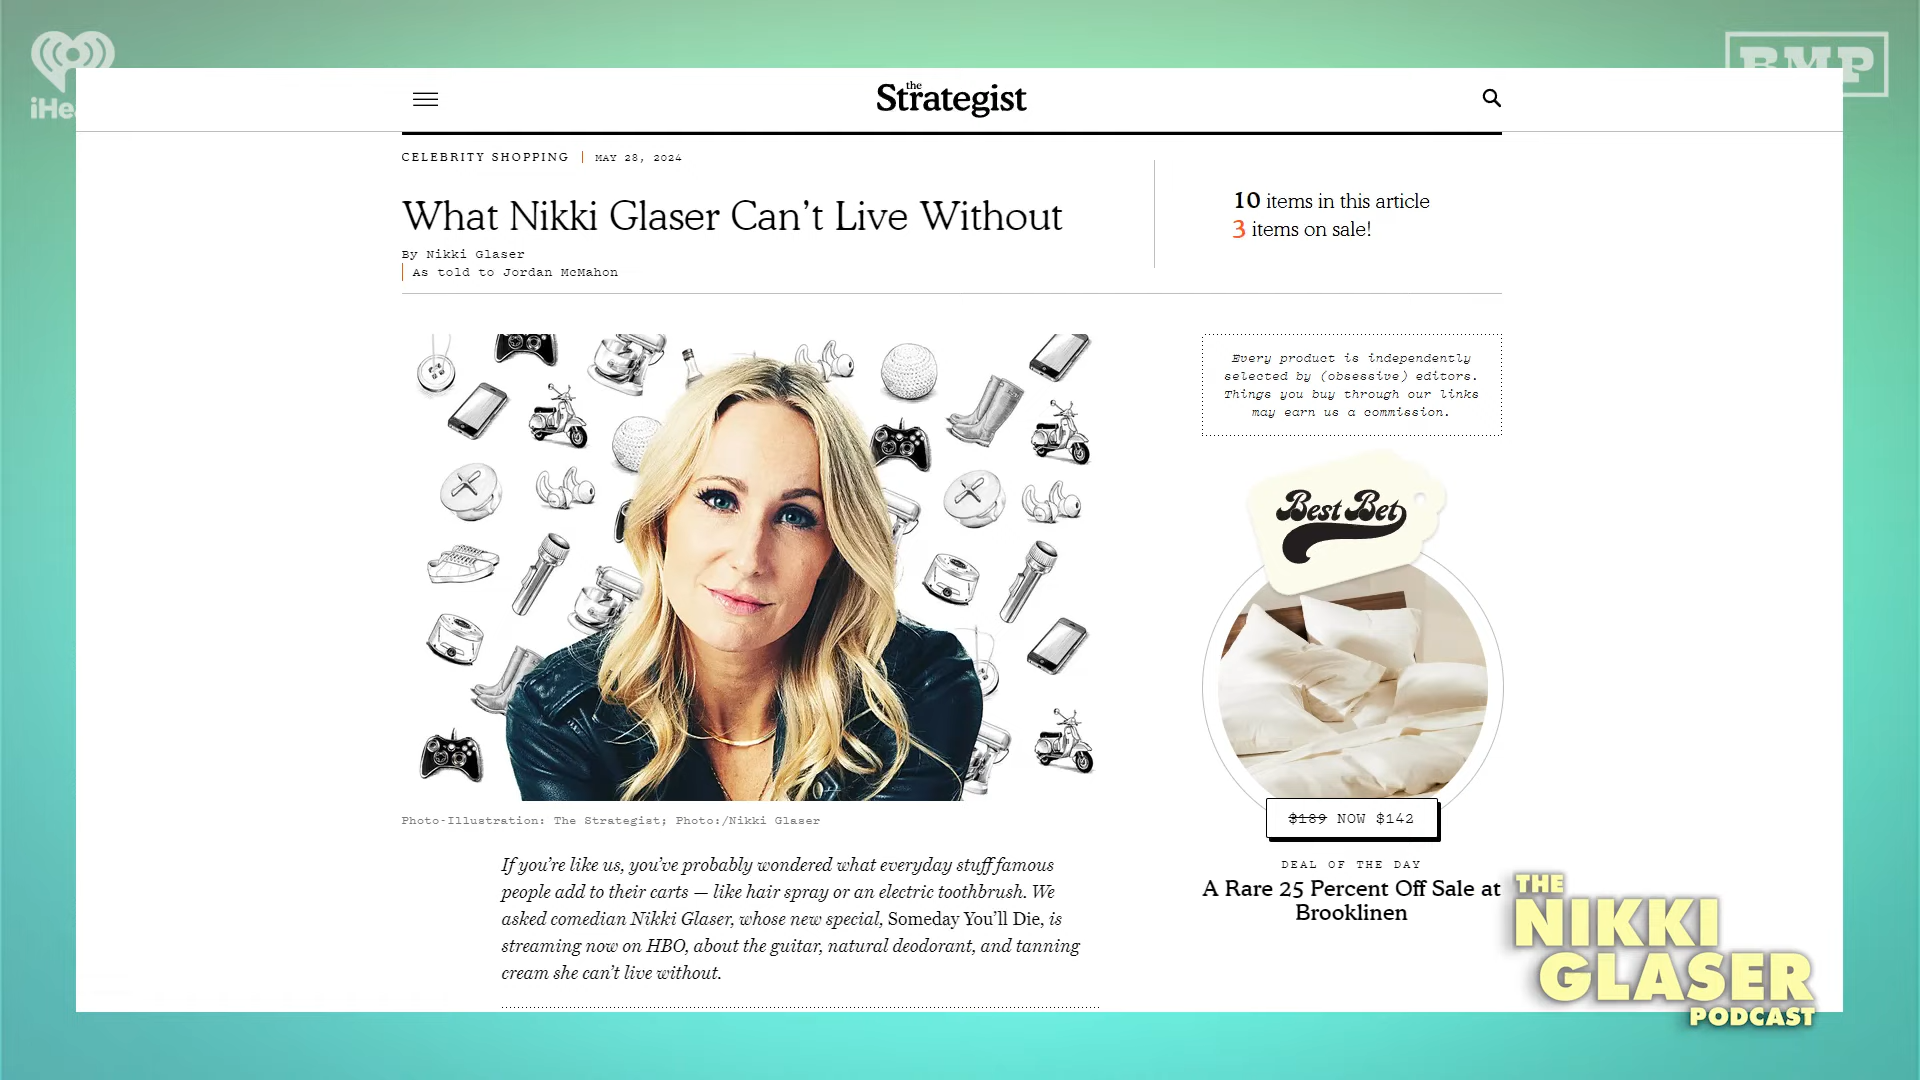 iHea
BMP
the
Strategist
CELEBRITY SHOPPING | MAY 28, 2024
What Nikki Glaser Can’t Live Without
By Nikki Glaser
As told to Jordan McMahon
10 items in this article
3 items on sale!
Every product is independently
selected by (obsessive) editors.
Things you buy through our links
may earn us a commission.
Best Bet
$189 NOW $142
DEAL OF THE DAY
A Rare 25 Percent Off Sale at
Brooklinen
Photo-Illustration: The Strategist; Photo:/Nikki Glaser
If you’re like us, you’ve probably wondered what everyday stuff famous
people add to their carts — like hair spray or an electric toothbrush. We
asked comedian Nikki Glaser, whose new special, Someday You’ll Die, is
streaming now on HBO, about the guitar, natural deodorant, and tanning
cream she can’t live without.
THE
NIKKI
GLASER
PODCAST